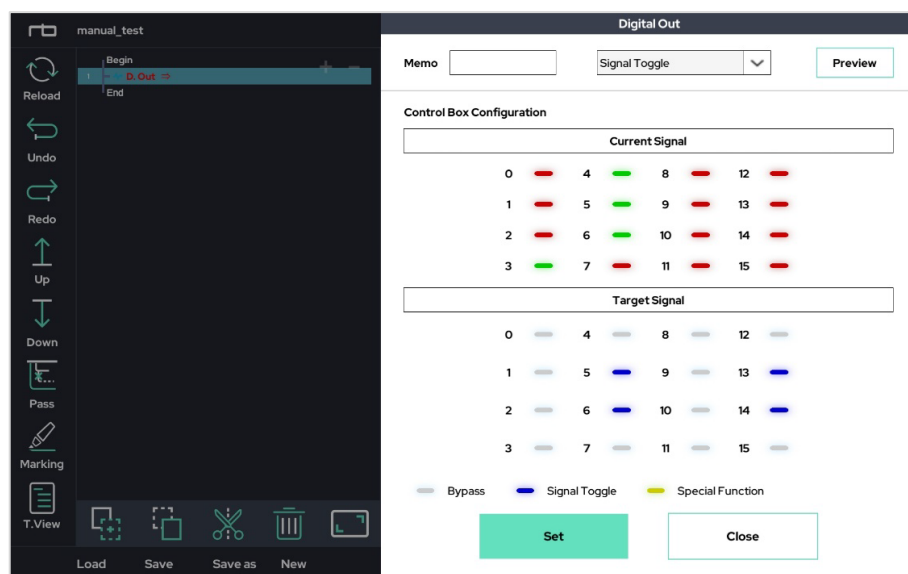 rb manual_test
Reload
Undo
Redo
Up
Down
Pass
Marking
T.View
Begin
1 D. Out ⇒
End
Load Save Save as New
Digital Out
Memo Signal Toggle Preview
Control Box Configuration
Current Signal
0 4 8 12
1 5 9 13
2 6 10 14
3 7 11 15
Target Signal
0 4 8 12
1 5 9 13
2 6 10 14
3 7 11 15
Bypass Signal Toggle Special Function
Set Close